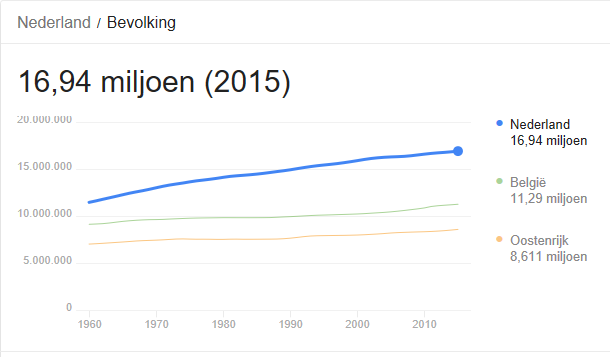 Nederland / Bevolking
16,94 miljoen (2015)
20.000.000
15.000.000
10.000.000
5.000.000
0
1960 1970 1980 1990 2000 2010
Nederland
16,94 miljoen
België
11,29 miljoen
Oostenrijk
8,611 miljoen